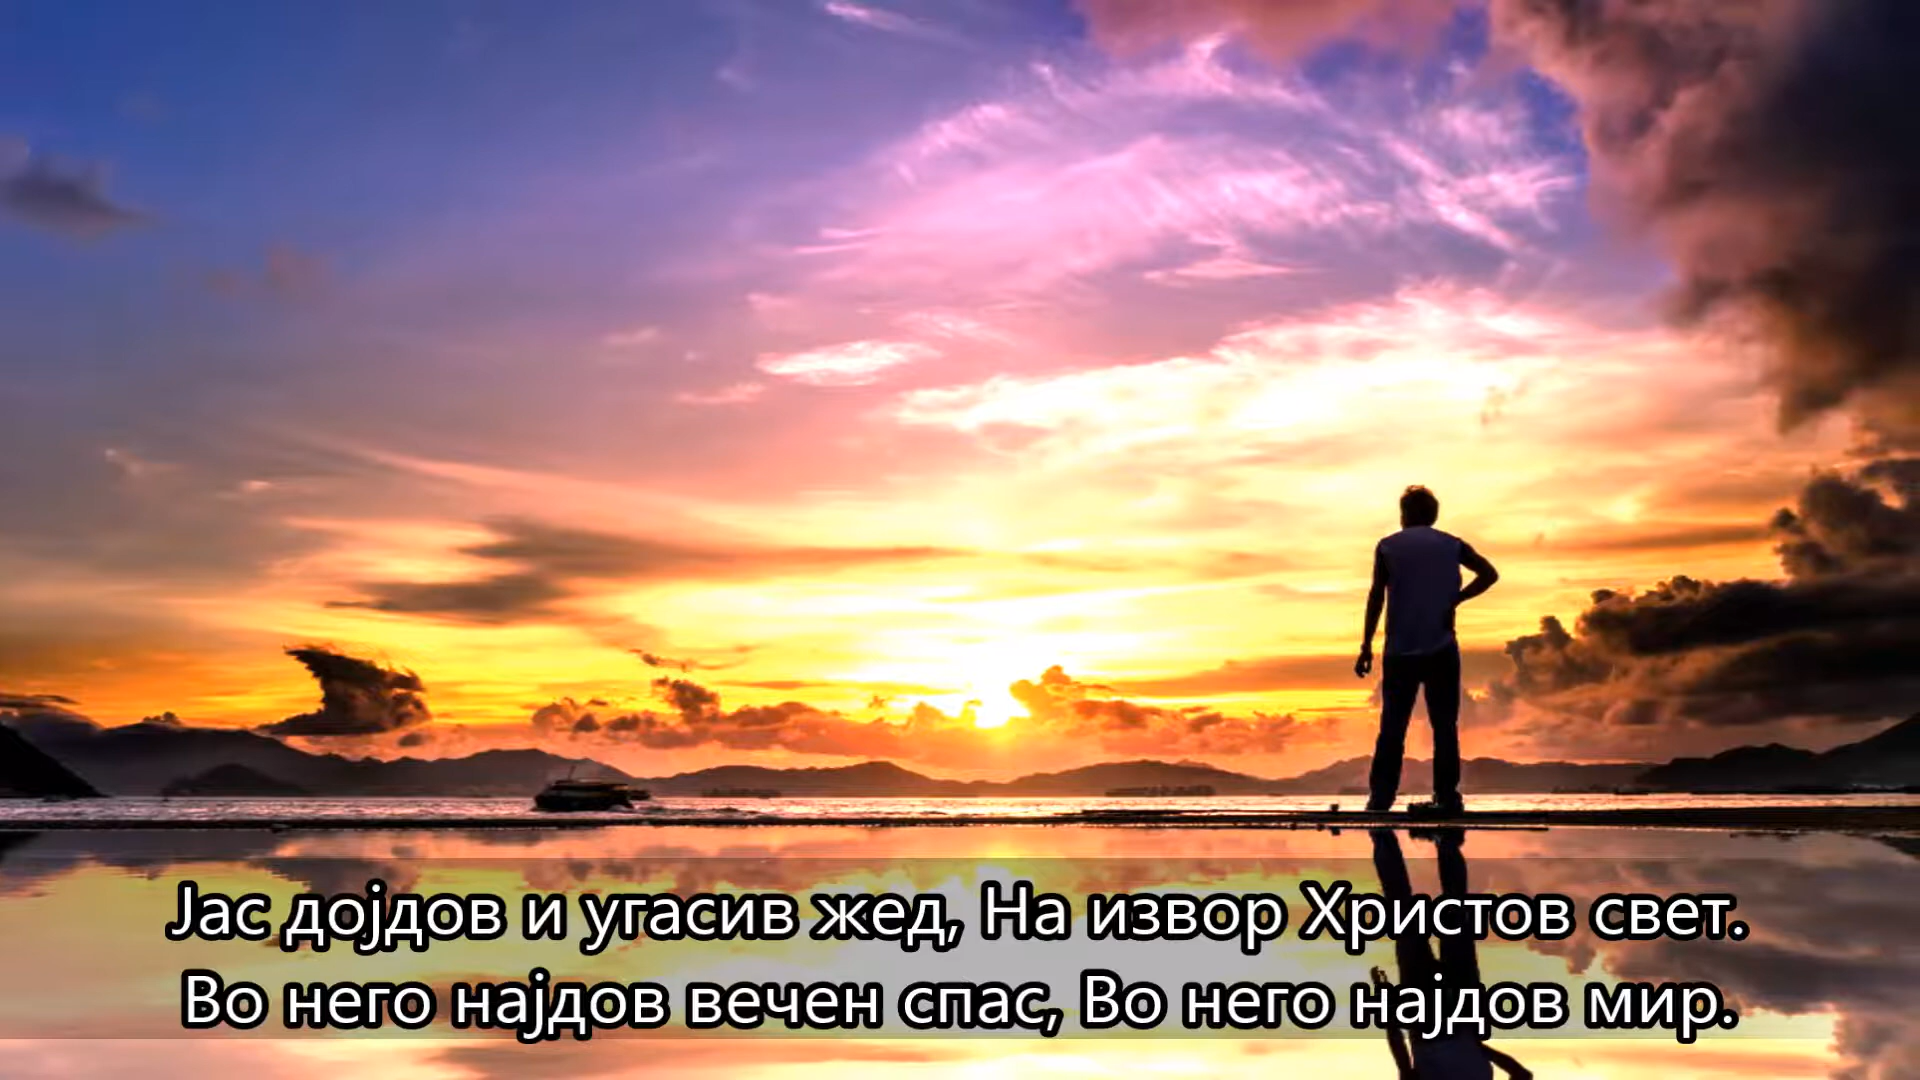 Јас дојдов и угасив жед, На извор Христов свет.
Во него најдов вечен спас, Во него најдов мир.